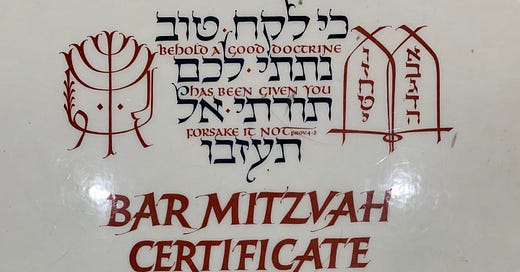 כי לקח טוב
BEHOLD A GOOD DOCTRINE
נתתי לכם
HAS BEEN GIVEN YOU
תורתי אל
FORSAKE IT NOT PROV. 4-2
תעזבו
BAR MITZVAH
CERTIFICATE